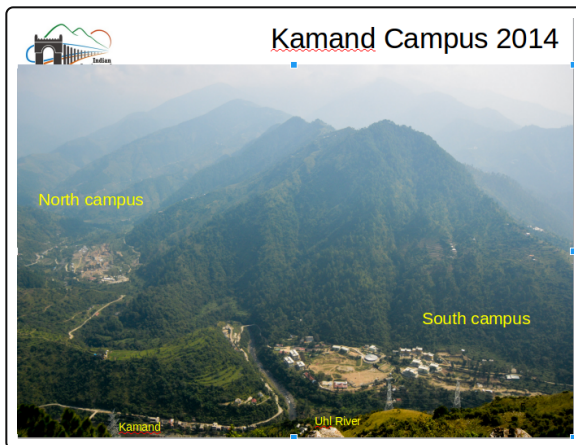 Indian
Kamand Campus 2014
North campus
South campus
Kamand
Uhl River